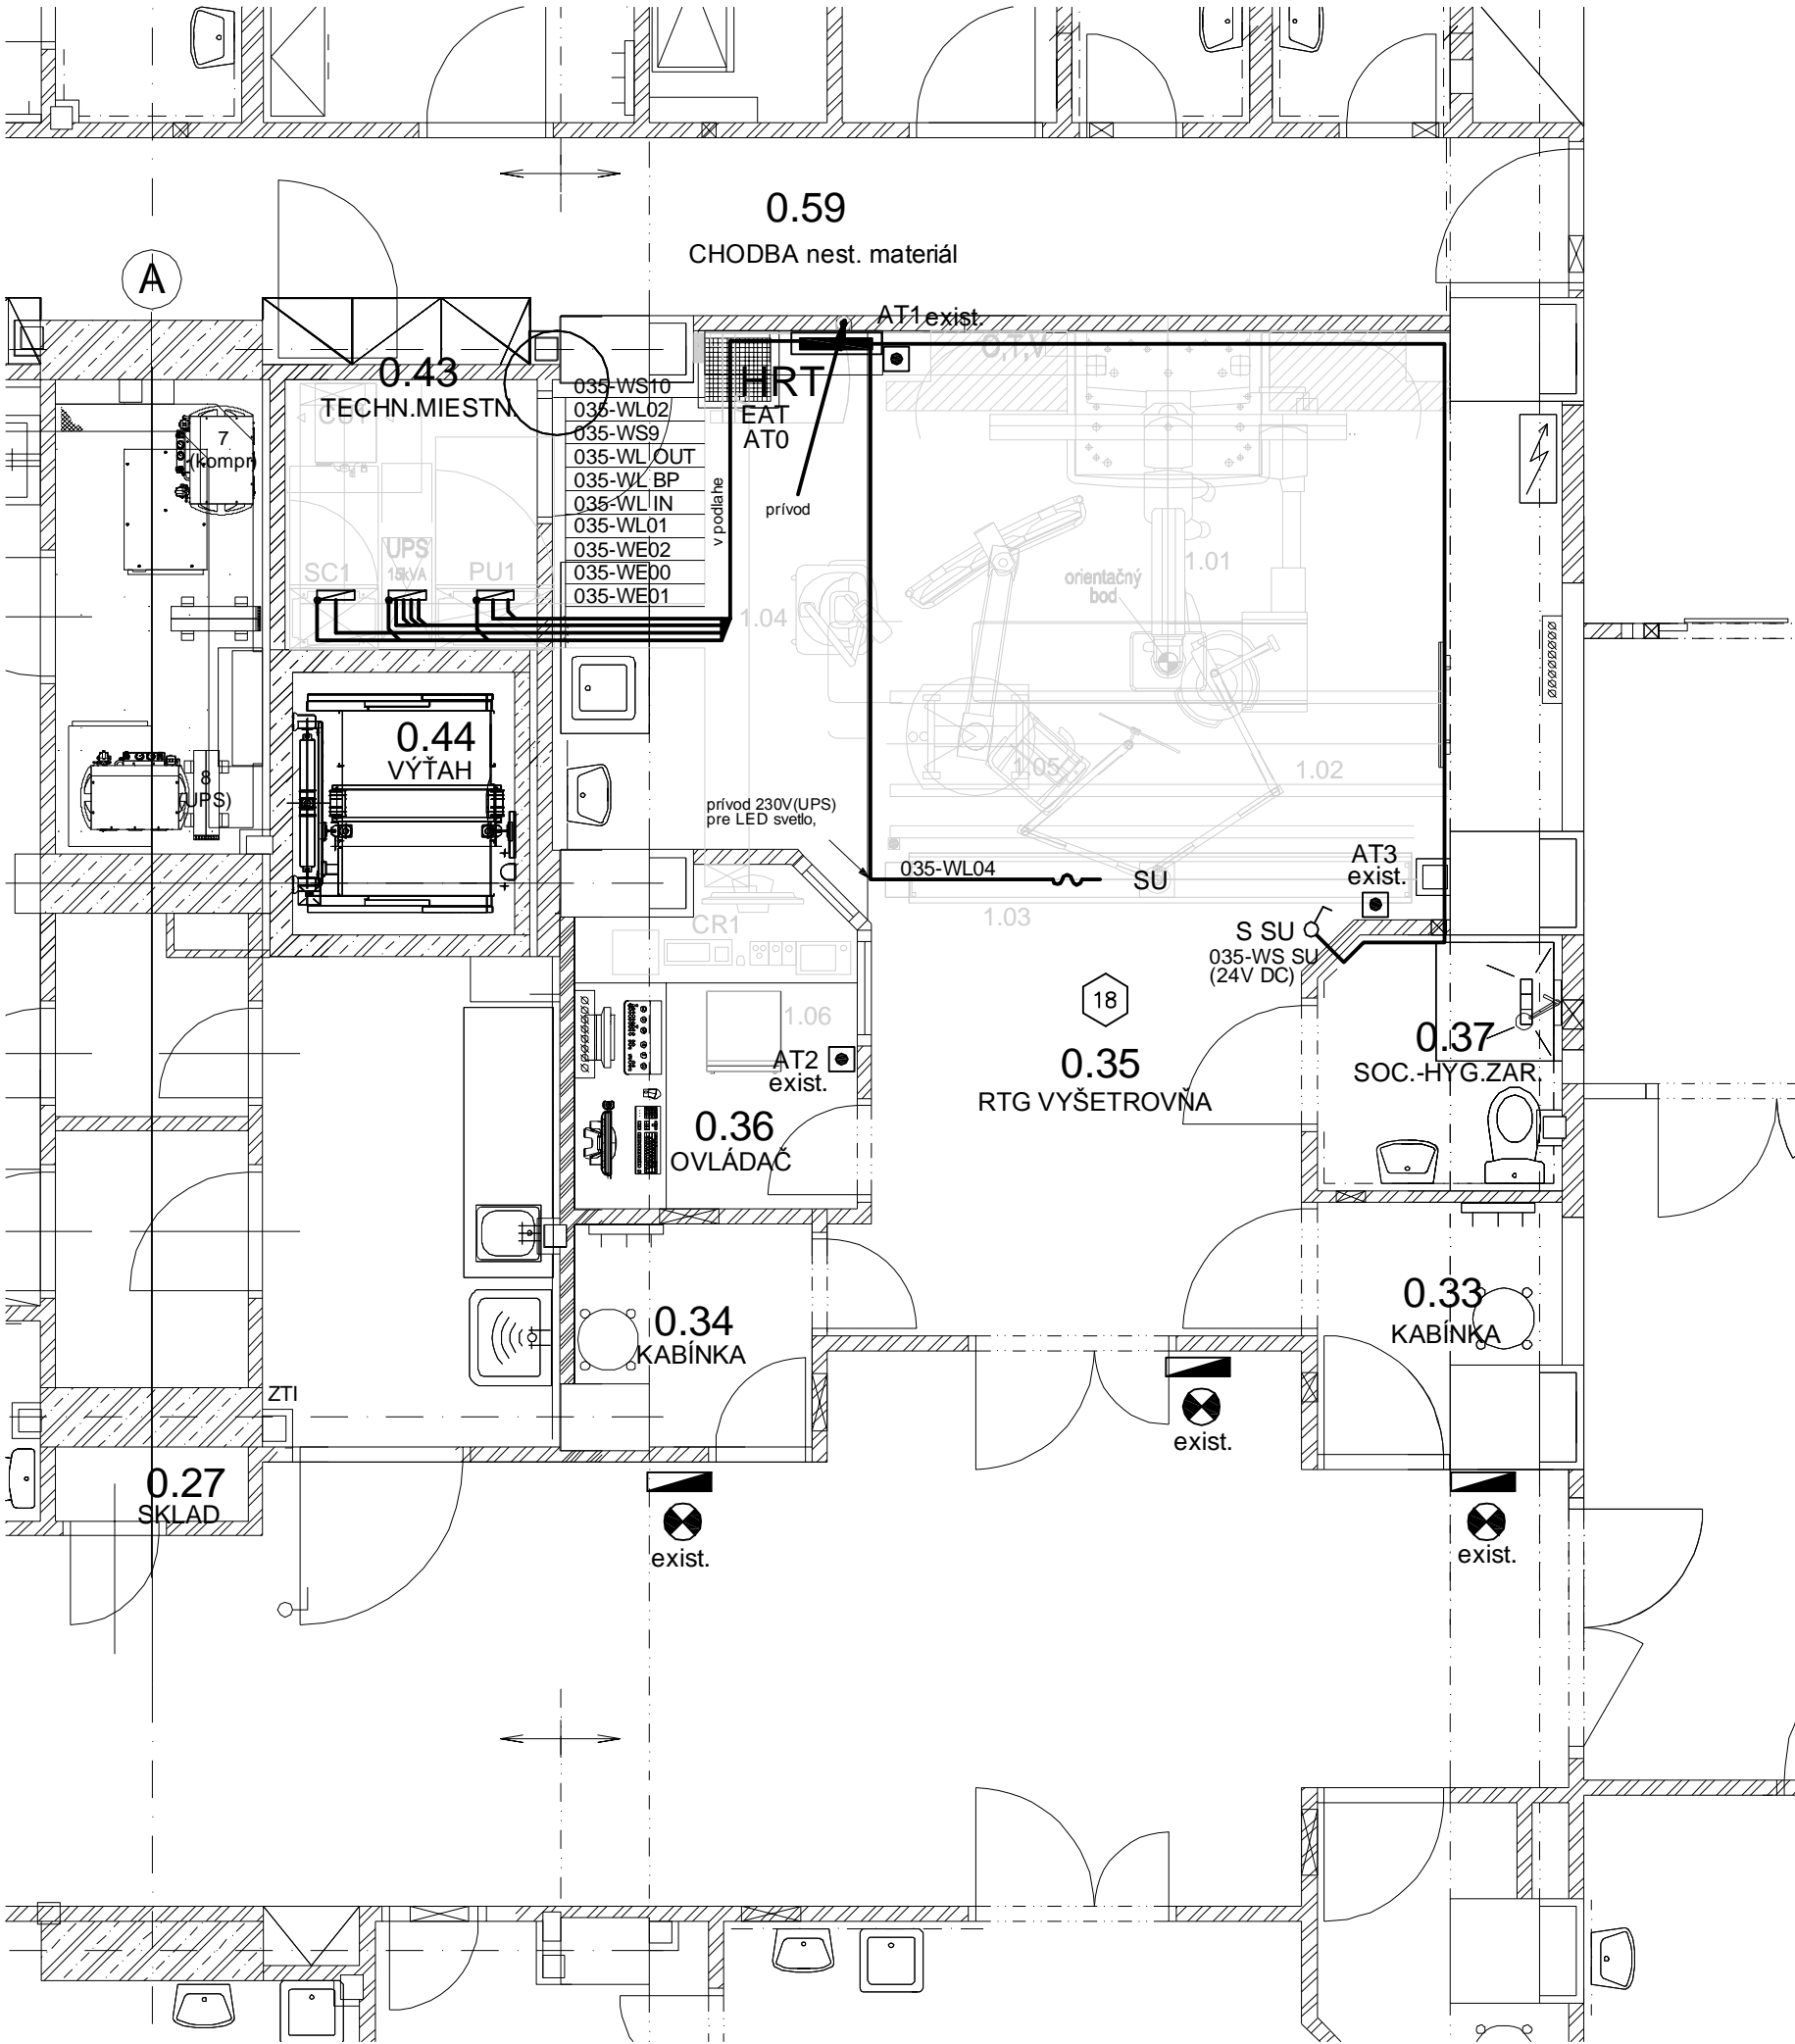 0.59
CHODBA nest. materiál
A
AT1 exist.
O.T.V
0.43
TECHN.MIESTN.
HRT
EAT
AT0
035-WS10
035-WL02
035-WS9
035-WL OUT
035-WL BP
035-WL IN
035-WL01
035-WE02
035-WE00
035-WE01
v podlahe
prívod
7
(kompr)
UPS
15kVA
SC1
PU1
1.01
orientačný
bod
1.04
0.44
VÝŤAH
8
(UPS)
1.05
1.02
prívod 230V(UPS)
pre LED svetlo,
035-WL04
SU
AT3
exist.
1.03
CR1
S SU
035-WS SU
(24V DC)
18
1.06
AT2
exist.
0.35
RTG VYŠETROVŇA
0.37
SOC.-HYG.ZAR.
0.36
OVLÁDAČ
0.34
KABÍNKA
0.33
KABÍNKA
ZTI
exist.
0.27
SKLAD
exist.
exist.